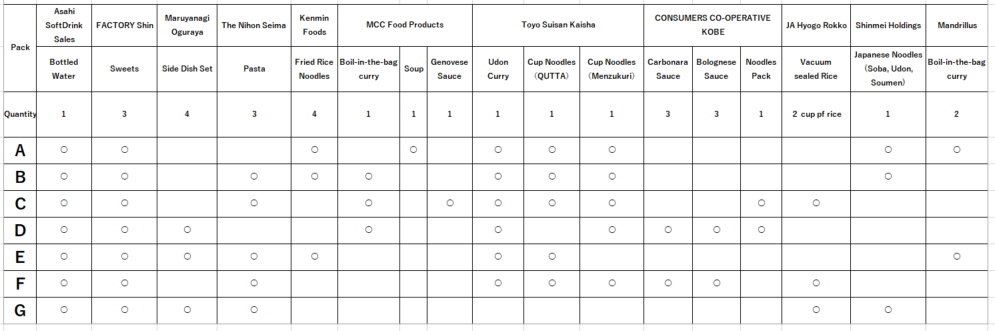 Pack Asahi SoftDrink Sales FACTORY Shin Maruyanagi Oguraya The Nihon Seima Kenmin Foods MCC Food Products Toyo Suisan Kaisha CONSUMERS CO-OPERATIVE KOBE JA Hyogo Rokko Shinmei Holdings Mandrillus
Bottled Water Sweets Side Dish Set Pasta Fried Rice Noodles Boil-in-the-bag curry Soup Genovese Sauce Udon Curry Cup Noodles (QUTTA) Cup Noodles (Menzukuri) Carbonara Sauce Bolognese Sauce Noodles Pack Vacuum sealed Rice Japanese Noodles (Soba, Udon, Soumen) Boil-in-the-bag curry
Quantity 1 3 4 3 4 1 1 1 1 1 1 3 3 1 2 cup pf rice 1 2
A ○ ○ ○ ○ ○ ○ ○ ○ ○
B ○ ○ ○ ○ ○ ○ ○ ○ ○
C ○ ○ ○ ○ ○ ○ ○ ○ ○ ○
D ○ ○ ○ ○ ○ ○ ○ ○ ○
E ○ ○ ○ ○ ○ ○ ○ ○
F ○ ○ ○ ○ ○ ○ ○ ○ ○
G ○ ○ ○ ○ ○ ○